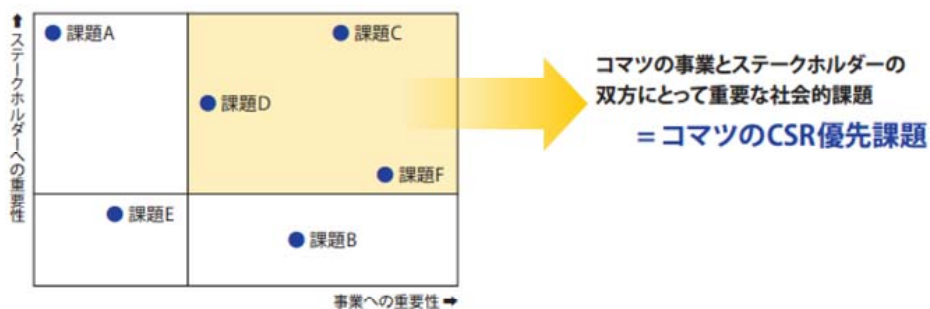 ⬆ステークホルダーへの重要性
課題A
課題C
課題D
課題F
課題E
課題B
事業への重要性➡
コマツの事業とステークホルダーの
双方にとって重要な社会的課題
＝コマツのCSR優先課題